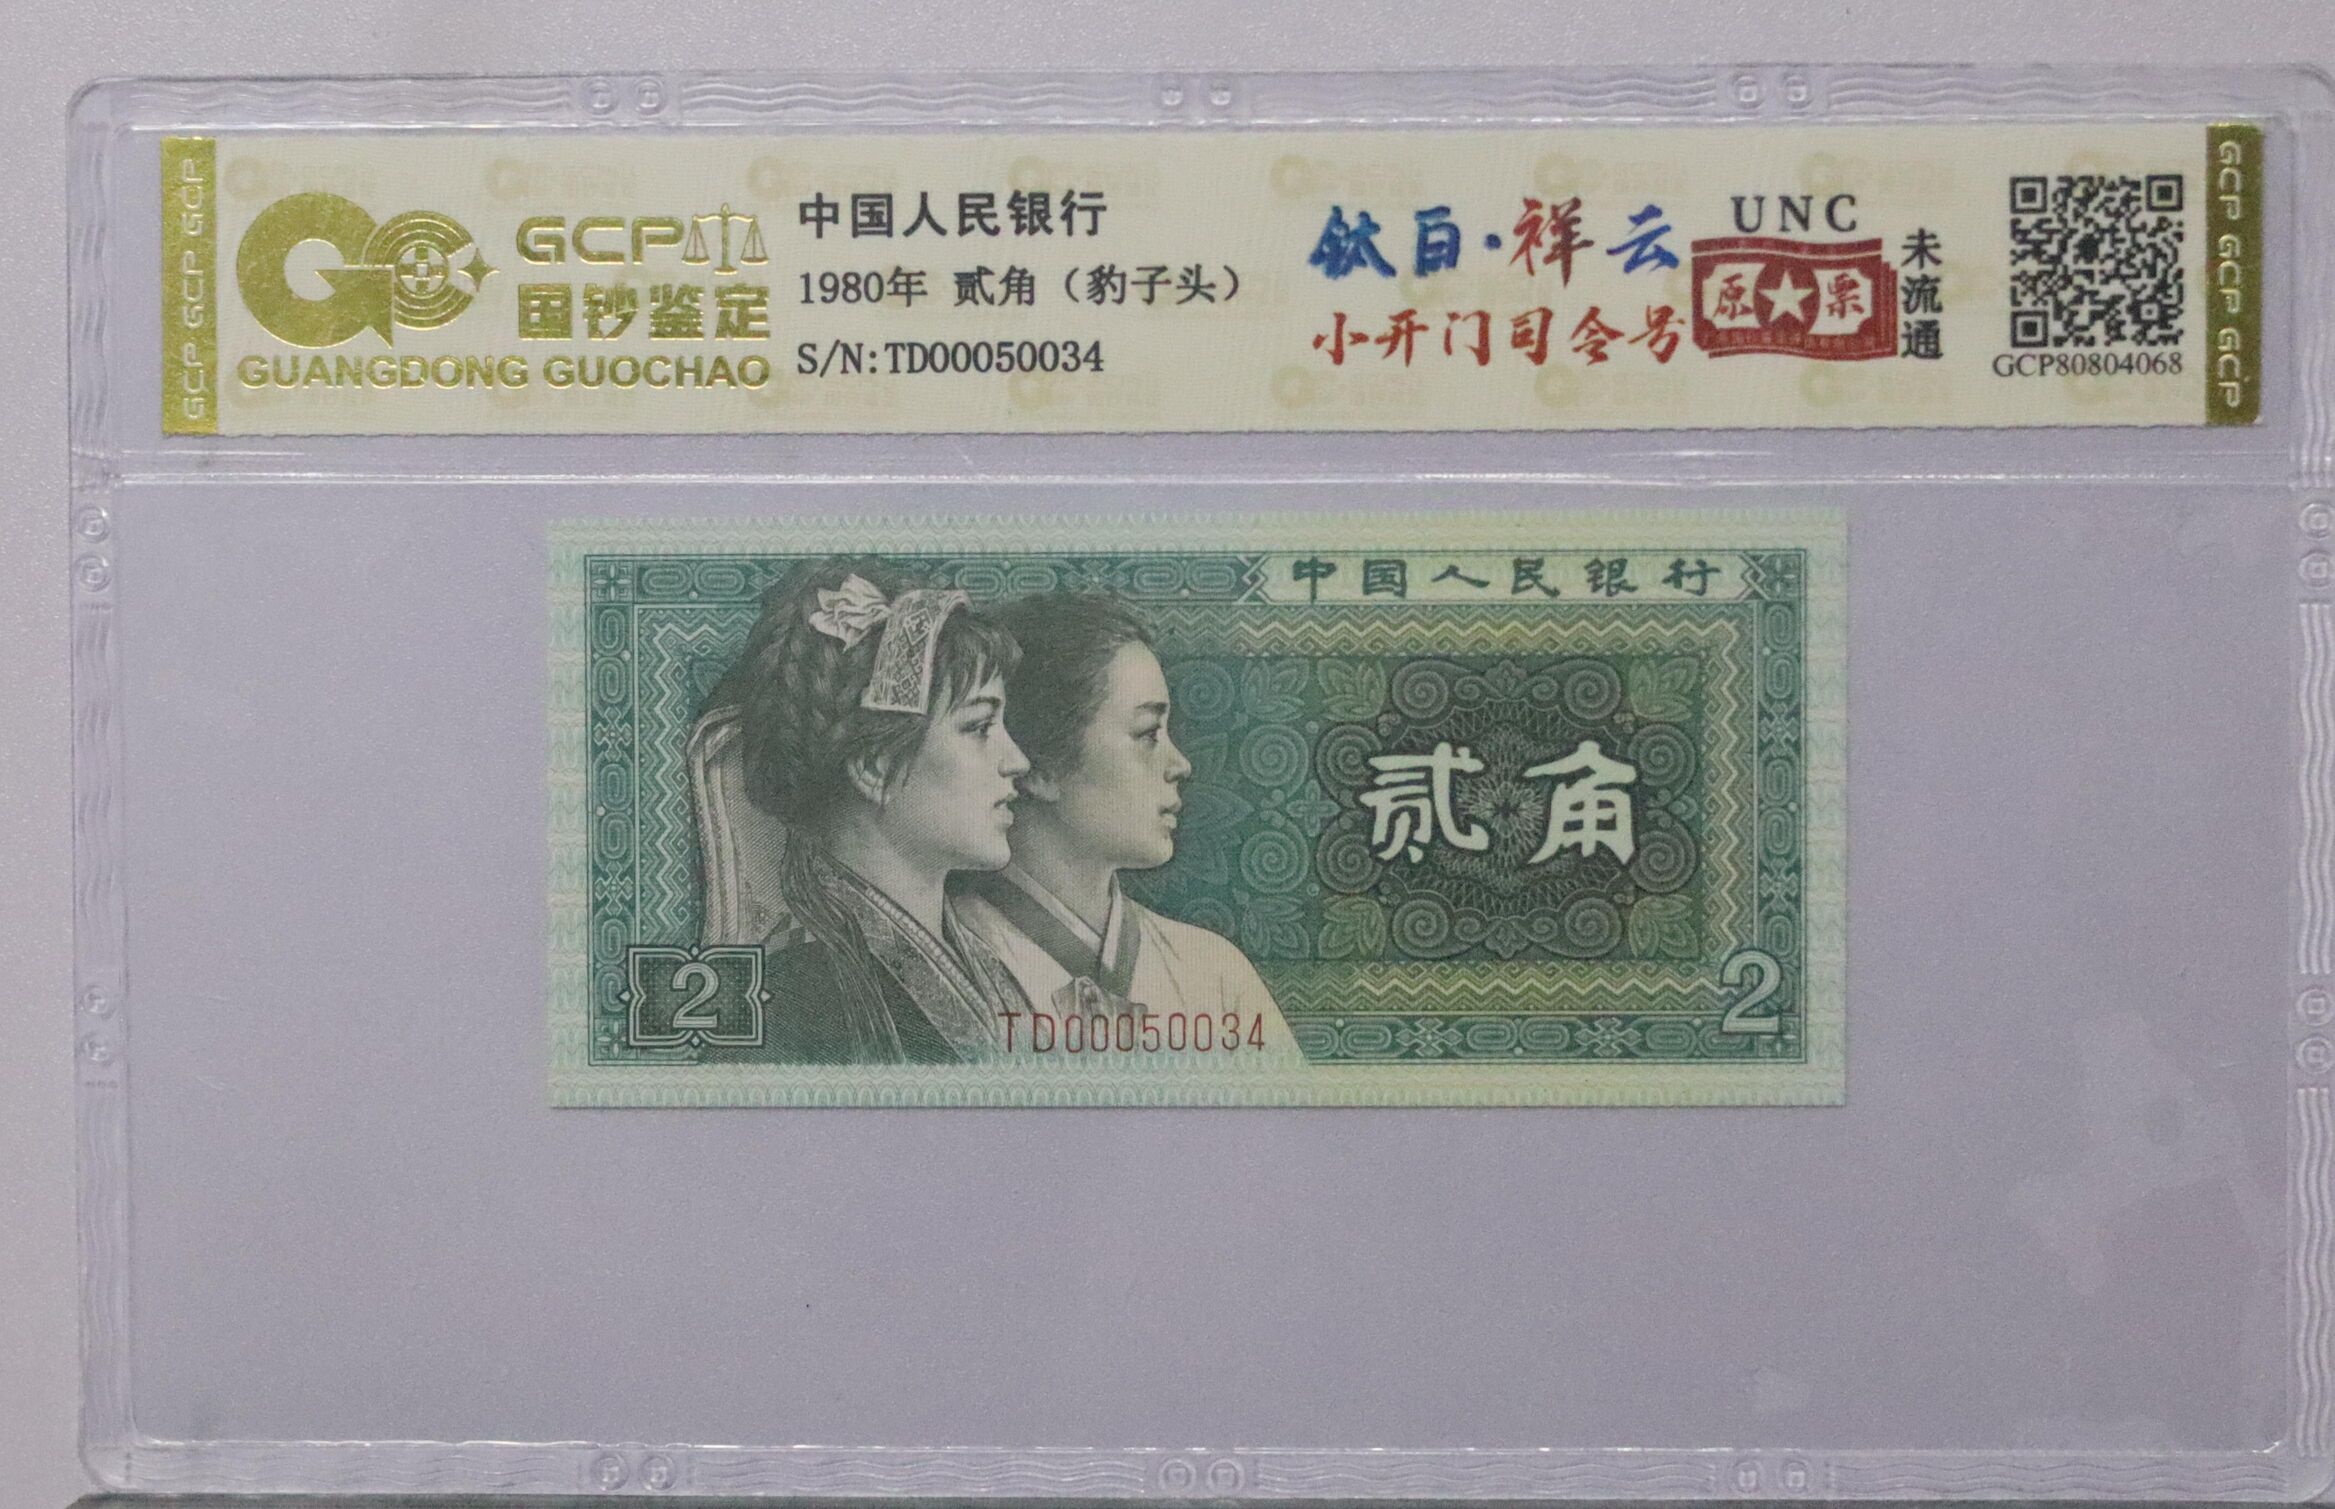 GCP GCP GCP
GCP
国钞鉴定
GUANGDONG GUOCHAO
中国人民银行
1980年 贰角（豹子头）
S/N:TD00050034
钛白·祥云
小开门司令号
UNC
原票
未流通
GCP80804068
GCP GCP GCP
中国人民银行
贰角
2
2
TD00050034